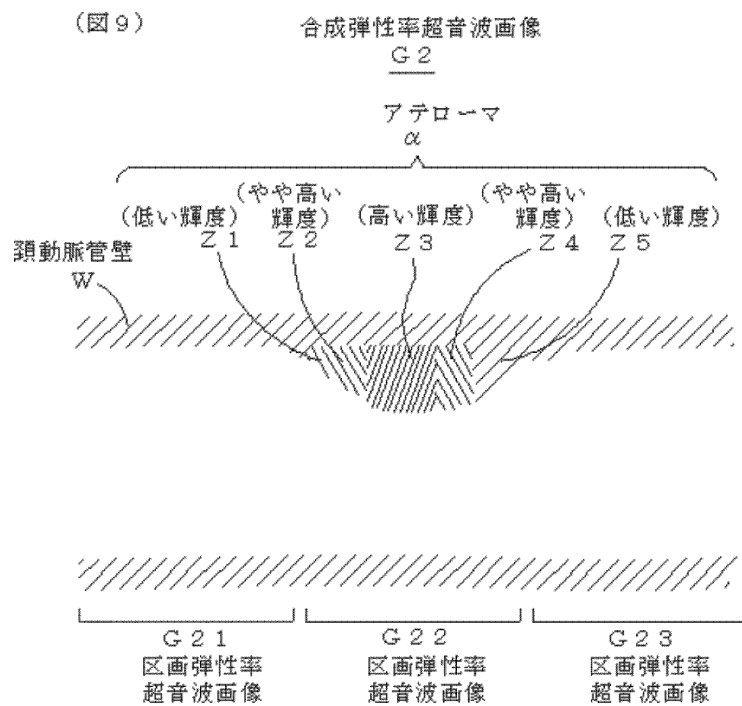 (図9)
合成弾性率超音波画像
G2
アテローマ
α
(低い輝度)
Z1
(やや高い
輝度)
Z2
(高い輝度)
Z3
(やや高い
輝度)
Z4
(低い輝度)
Z5
頚動脈管壁
W
G21
区画弾性率
超音波画像
G22
区画弾性率
超音波画像
G23
区画弾性率
超音波画像